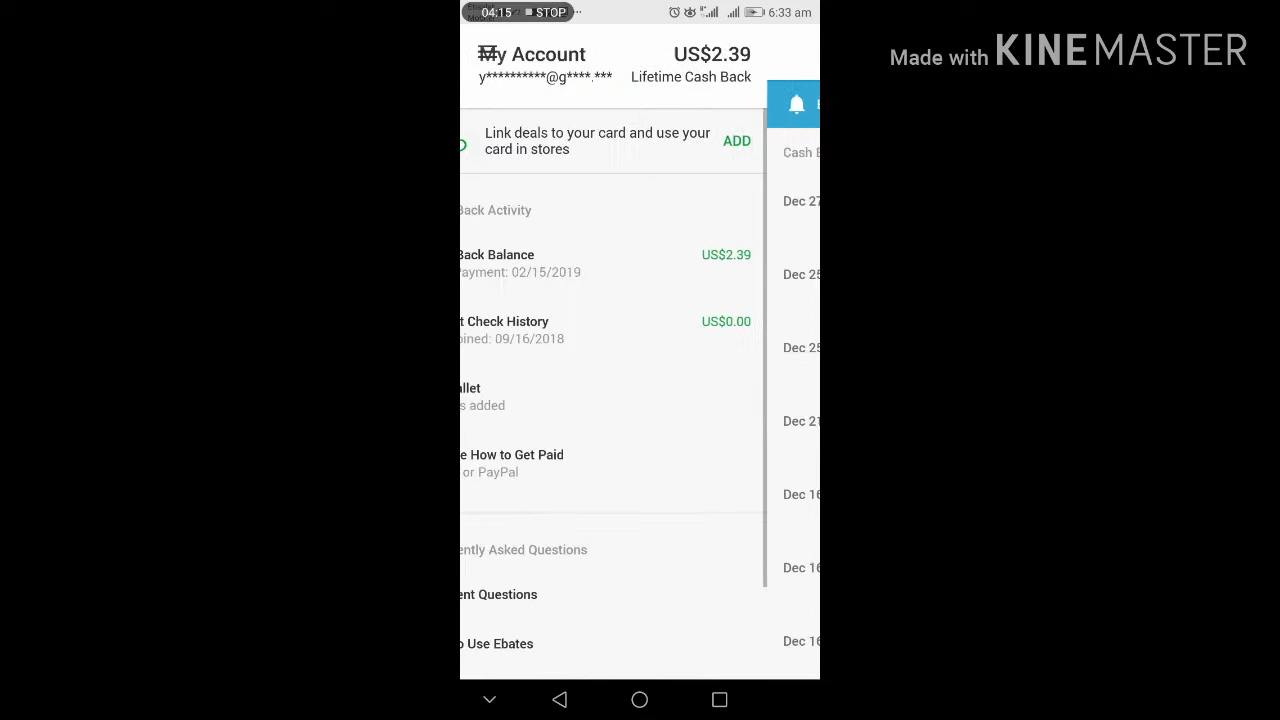 04:15 STOP
6:33 am
Made with KINEMASTER
My Account US$2.39
y**********@g****.*** Lifetime Cash Back
Link deals to your card and use your
card in stores
ADD
Cash
Back Activity
Dec 27
Back Balance US$2.39
ayment: 02/15/2019
Dec 25
t Check History US$0.00
oined: 09/16/2018
Dec 25
allet
s added
Dec 21
e How to Get Paid
or PayPal
Dec 16
ently Asked Questions
Dec 16
ent Questions
o Use Ebates
Dec 16